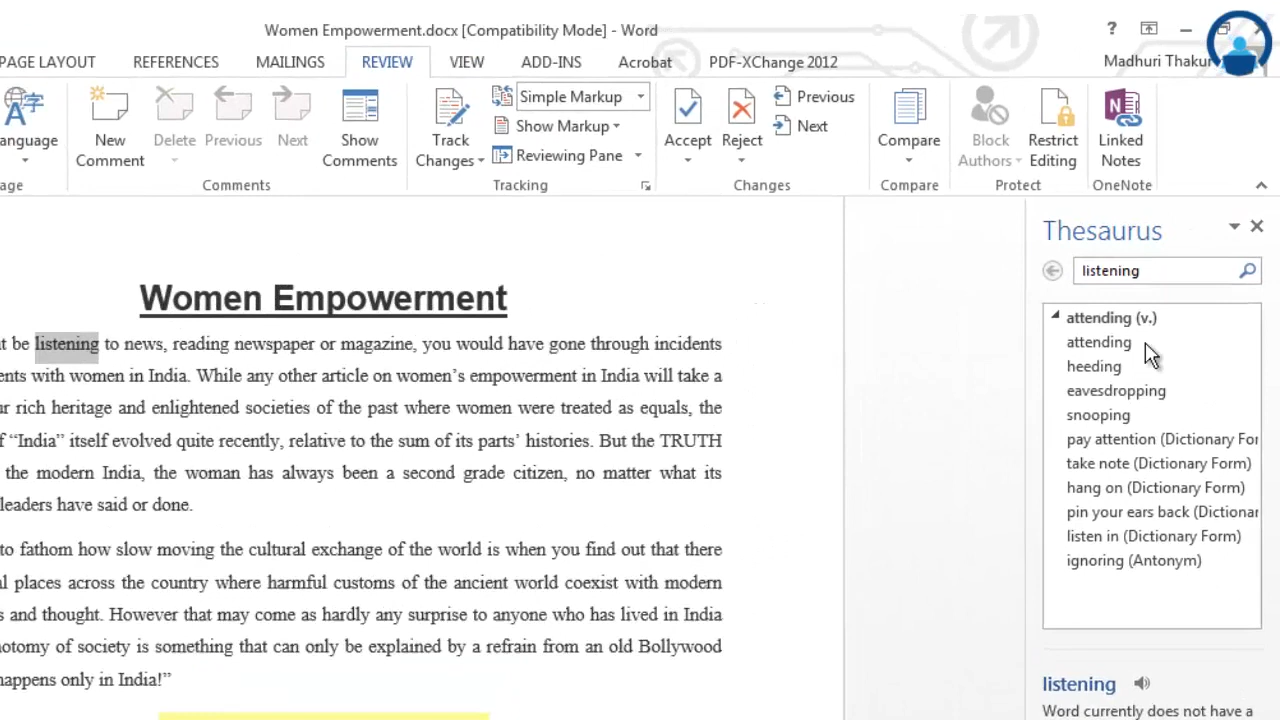 Women Empowerment.docx [Compatibility Mode] - Word
?
PAGE LAYOUT REFERENCES MAILINGS REVIEW VIEW ADD-INS Acrobat PDF-XChange 2012
Madhuri Thakur
anguage
New Comment
Delete
Previous
Next
Show Comments
Track Changes
Simple Markup
Show Markup
Reviewing Pane
Accept
Reject
Previous
Next
Compare
Block Authors
Restrict Editing
Linked Notes
age
Comments
Tracking
Changes
Compare
Protect
OneNote
Women Empowerment
t be listening to news, reading newspaper or magazine, you would have gone through incidents
ents with women in India. While any other article on women’s empowerment in India will take a
ur rich heritage and enlightened societies of the past where women were treated as equals, the
f “India” itself evolved quite recently, relative to the sum of its parts’ histories. But the TRUTH
the modern India, the woman has always been a second grade citizen, no matter what its
leaders have said or done.
to fathom how slow moving the cultural exchange of the world is when you find out that there
l places across the country where harmful customs of the ancient world coexist with modern
s and thought. However that may come as hardly any surprise to anyone who has lived in India
hotomy of society is something that can only be explained by a refrain from an old Bollywood
happens only in India!”
Thesaurus
listening
attending (v.)
attending
heeding
eavesdropping
snooping
pay attention (Dictionary For
take note (Dictionary Form)
hang on (Dictionary Form)
pin your ears back (Dictionar
listen in (Dictionary Form)
ignoring (Antonym)
listening
Word currently does not have a